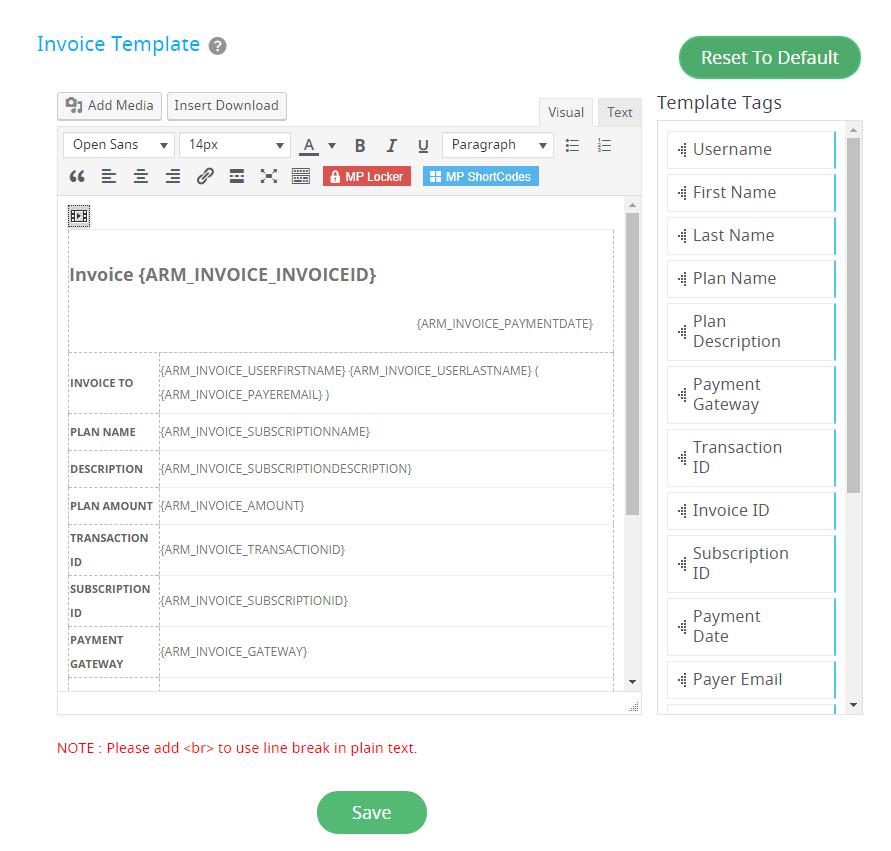 Invoice Template ?
Reset To Default
Add Media
Insert Download
Visual
Text
Template Tags
Open Sans
14px
A
B
I
U
Paragraph
MP Locker
MP ShortCodes
Invoice {ARM_INVOICE_INVOICEID}
{ARM_INVOICE_PAYMENTDATE}
INVOICE TO
{ARM_INVOICE_USERFIRSTNAME} {ARM_INVOICE_USERLASTNAME} (
{ARM_INVOICE_PAYEREMAIL} )
PLAN NAME
{ARM_INVOICE_SUBSCRIPTIONNAME}
DESCRIPTION
{ARM_INVOICE_SUBSCRIPTIONDESCRIPTION}
PLAN AMOUNT
{ARM_INVOICE_AMOUNT}
TRANSACTION
ID
{ARM_INVOICE_TRANSACTIONID}
SUBSCRIPTION
ID
{ARM_INVOICE_SUBSCRIPTIONID}
PAYMENT
GATEWAY
{ARM_INVOICE_GATEWAY}
Username
First Name
Last Name
Plan Name
Plan
Description
Payment
Gateway
Transaction
ID
Invoice ID
Subscription
ID
Payment
Date
Payer Email
NOTE : Please add <br> to use line break in plain text.
Save